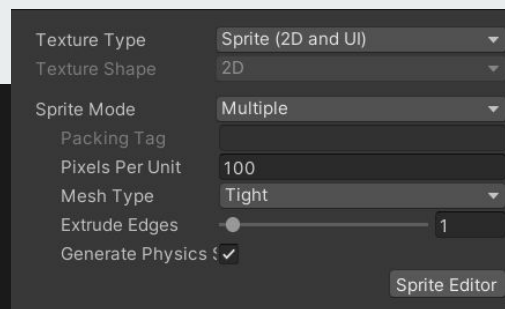 Texture Type Sprite (2D and UI)
Texture Shape 2D
Sprite Mode Multiple
Packing Tag
Pixels Per Unit 100
Mesh Type Tight
Extrude Edges 1
Generate Physics S
Sprite Editor